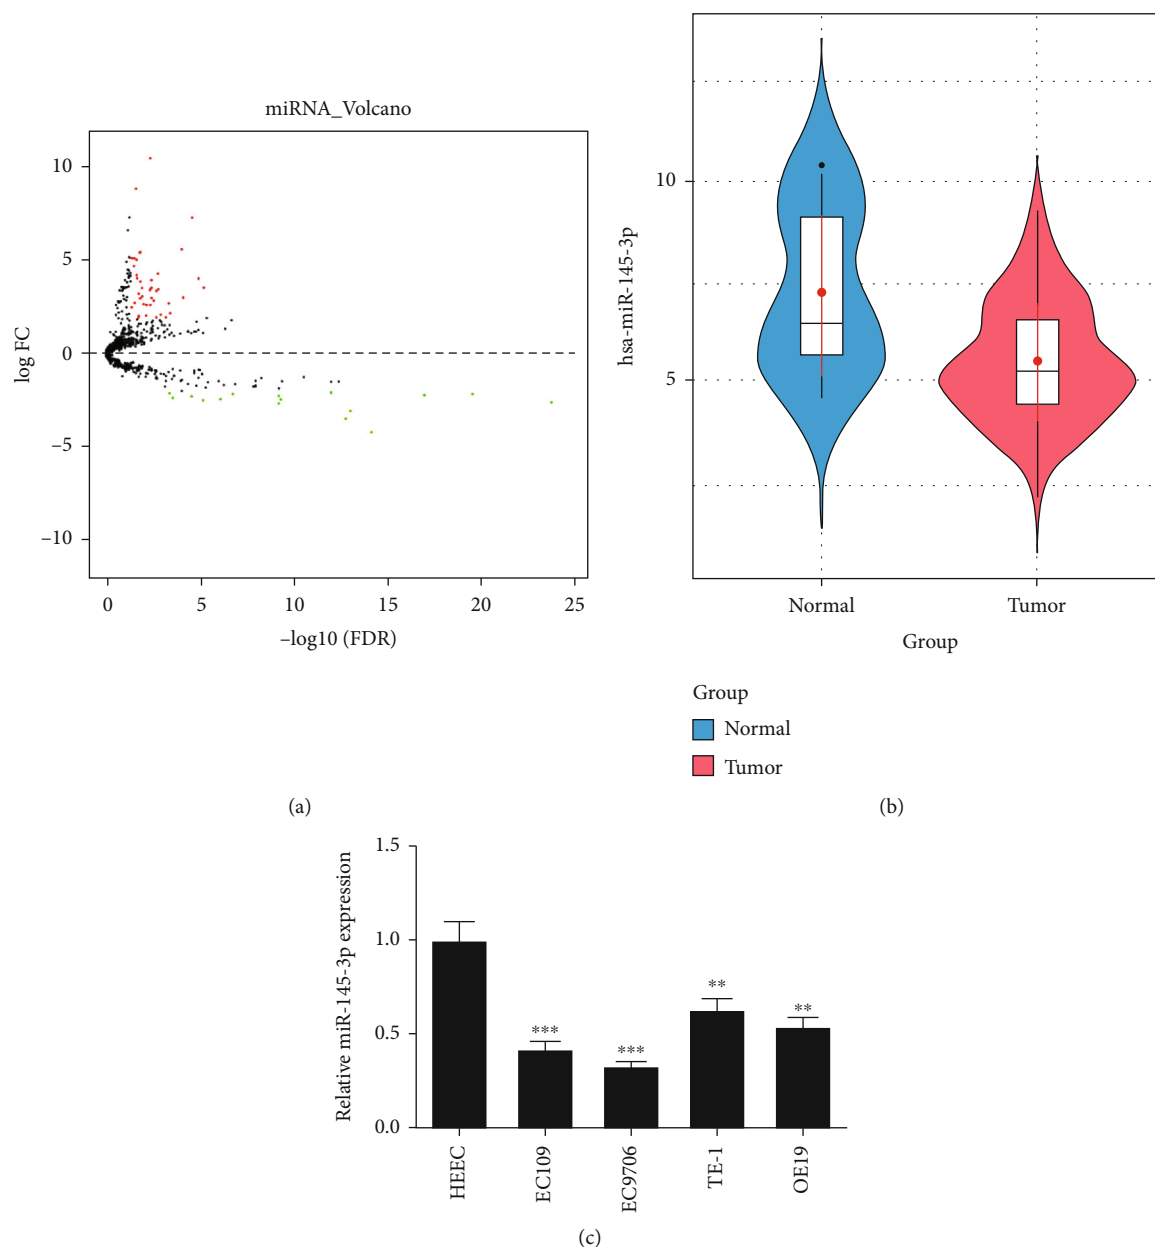 miRNA_Volcano
10
5
0
−5
−10
log FC
0 5 10 15 20 25
−log10 (FDR)
(a)
10
5
hsa-miR-145-3p
Normal Tumor
Group
Group
Normal
Tumor
(b)
1.5
1.0
0.5
0.0
Relative miR-145-3p expression
***
***
**
**
HEEC
EC109
EC9706
TE-1
OE19
(c)